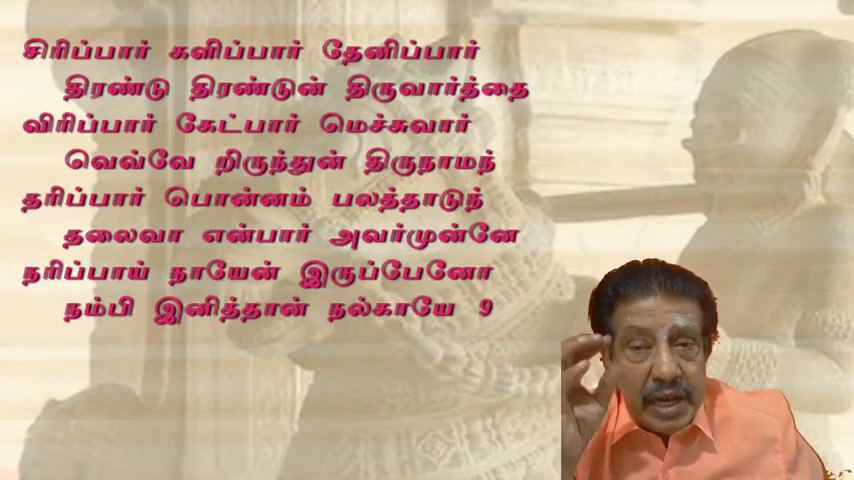 சிரிப்பார் களிப்பார் தேனிப்பார்
திரண்டு திரண்டுன் திருவார்த்தை
விரிப்பார் கேட்பார் மெச்சுவார்
வெவ்வே றிருந்துன் திருநாமந்
தரிப்பார் பொன்னம் பலத்தாடுந்
தலைவா என்பார் அவர்முன்னே
நரிப்பாய் நாயேன் இருப்பேனோ
நம்பி இனித்தான் நல்காயே 9